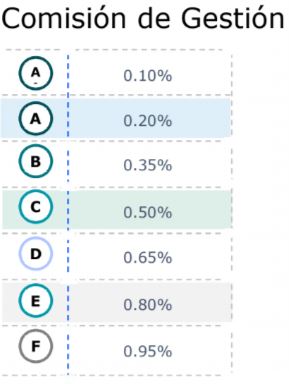 Comisión de Gestión
A- 0.10%
A 0.20%
B 0.35%
C 0.50%
D 0.65%
E 0.80%
F 0.95%